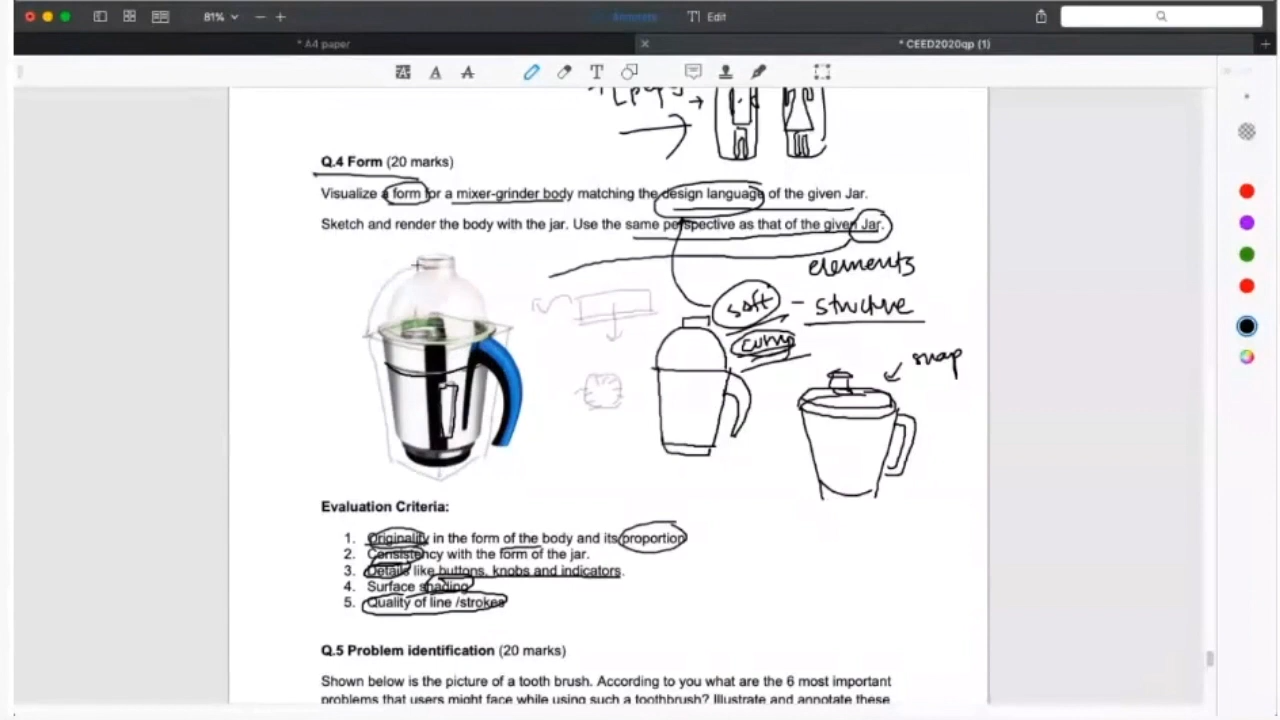 81%
Annotate
T| Edit
* A4 paper
* CEED2020qp (1)
Q.4 Form (20 marks)
Visualize a form for a mixer-grinder body matching the design language of the given Jar.
Sketch and render the body with the jar. Use the same perspective as that of the given Jar.
elements
soft - structure
curve
snap
Evaluation Criteria:
1. Originality in the form of the body and its proportion
2. Consistency with the form of the jar.
3. Details like buttons, knobs and indicators.
4. Surface shading
5. Quality of line /strokes
Q.5 Problem identification (20 marks)
Shown below is the picture of a tooth brush. According to you what are the 6 most important
problems that users might face while using such a toothbrush? Illustrate and annotate these